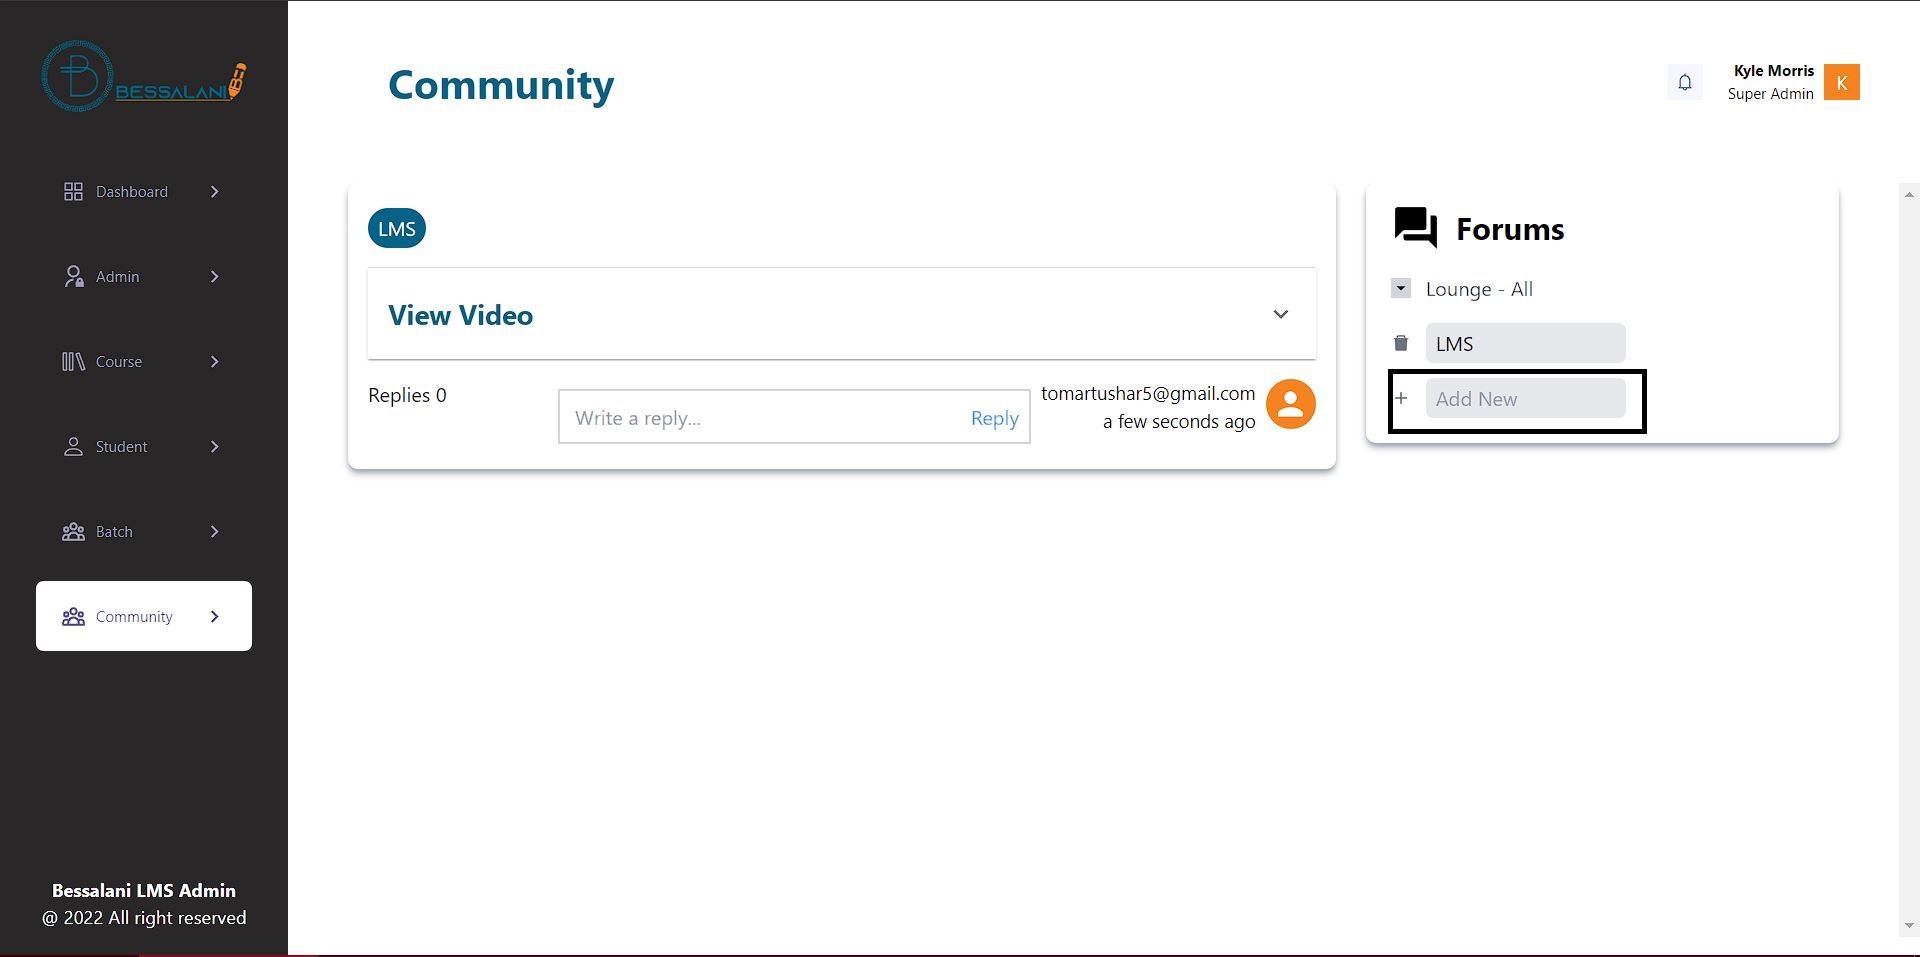 BESSALANI
Community
Kyle Morris
Super Admin
K
Dashboard
Admin
Course
Student
Batch
Community
Bessalani LMS Admin
@ 2022 All right reserved
LMS
View Video
Replies 0
Write a reply...
Reply
tomartushar5@gmail.com
a few seconds ago
Forums
Lounge - All
LMS
Add New